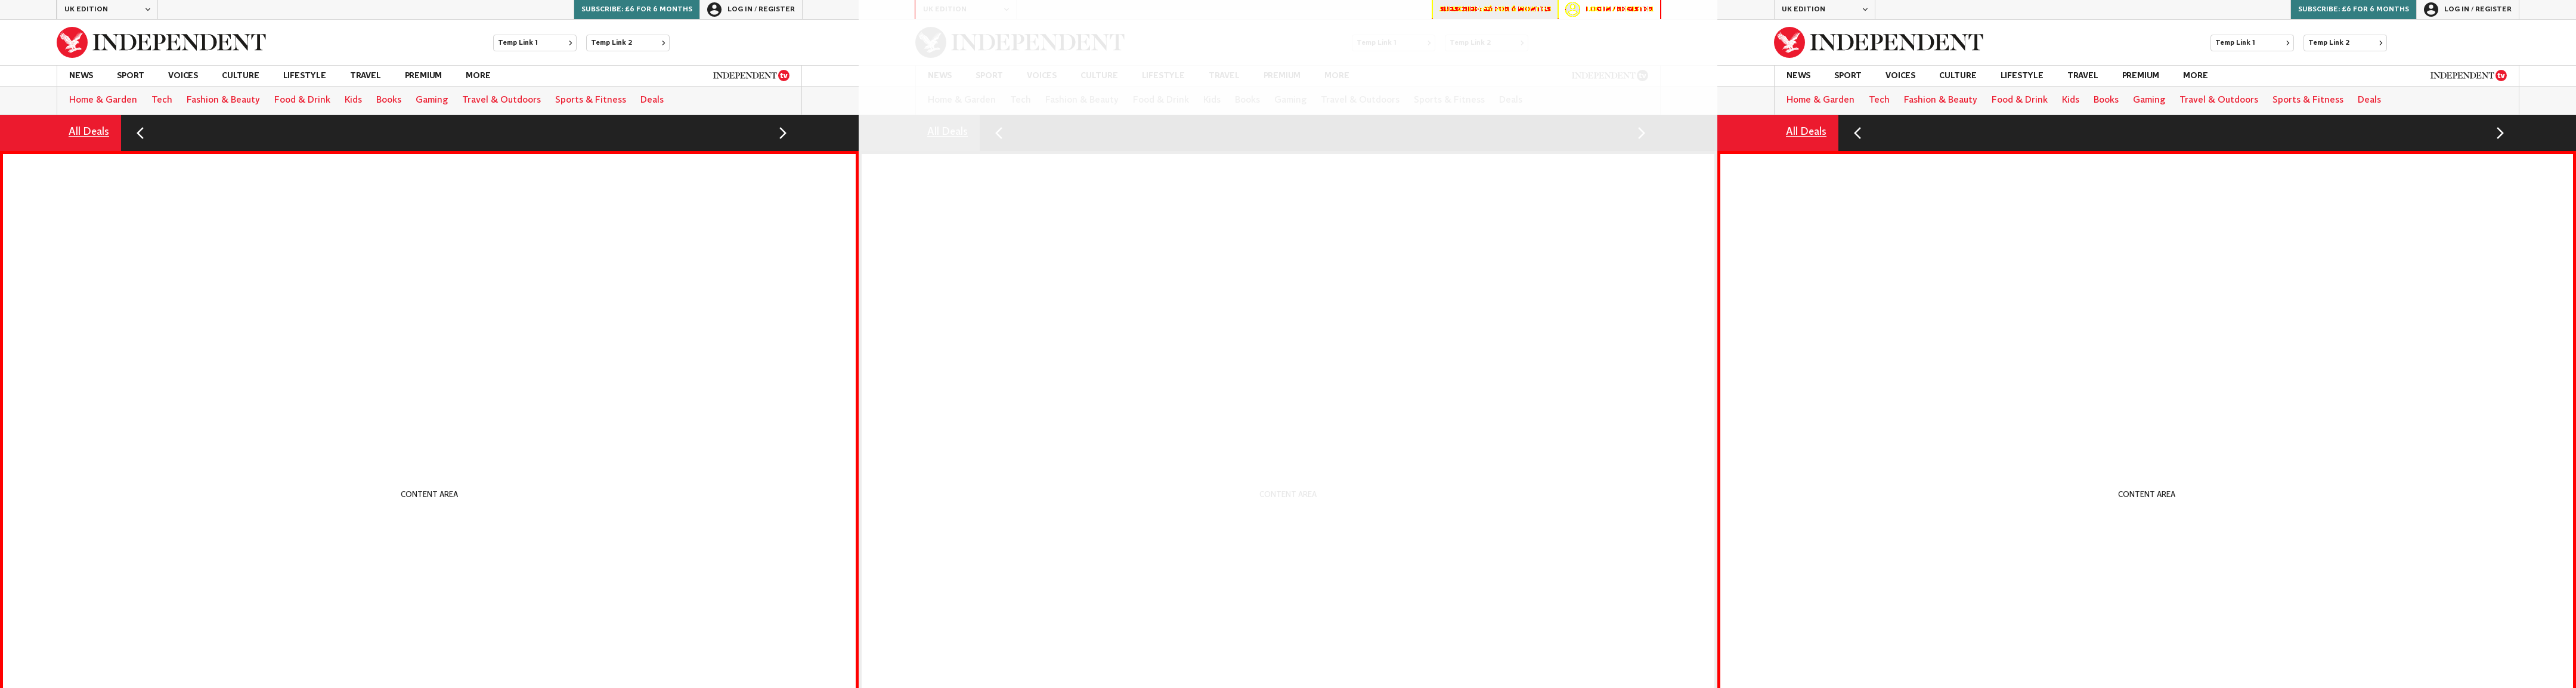 UK EDITION
SUBSCRIBE: £6 FOR 6 MONTHS
LOG IN / REGISTER
INDEPENDENT
Temp Link 1
Temp Link 2
NEWS SPORT VOICES CULTURE LIFESTYLE TRAVEL PREMIUM MORE
INDEPENDENT tv
Home & Garden Tech Fashion & Beauty Food & Drink Kids Books Gaming Travel & Outdoors Sports & Fitness Deals
All Deals
CONTENT AREA
UK EDITION
SUBSCRIBE: £6 FOR 6 MONTHS
LOG IN / REGISTER
INDEPENDENT
Temp Link 1
Temp Link 2
NEWS SPORT VOICES CULTURE LIFESTYLE TRAVEL PREMIUM MORE
INDEPENDENT tv
Home & Garden Tech Fashion & Beauty Food & Drink Kids Books Gaming Travel & Outdoors Sports & Fitness Deals
All Deals
CONTENT AREA
UK EDITION
SUBSCRIBE: £6 FOR 6 MONTHS
LOG IN / REGISTER
INDEPENDENT
Temp Link 1
Temp Link 2
NEWS SPORT VOICES CULTURE LIFESTYLE TRAVEL PREMIUM MORE
INDEPENDENT tv
Home & Garden Tech Fashion & Beauty Food & Drink Kids Books Gaming Travel & Outdoors Sports & Fitness Deals
All Deals
CONTENT AREA